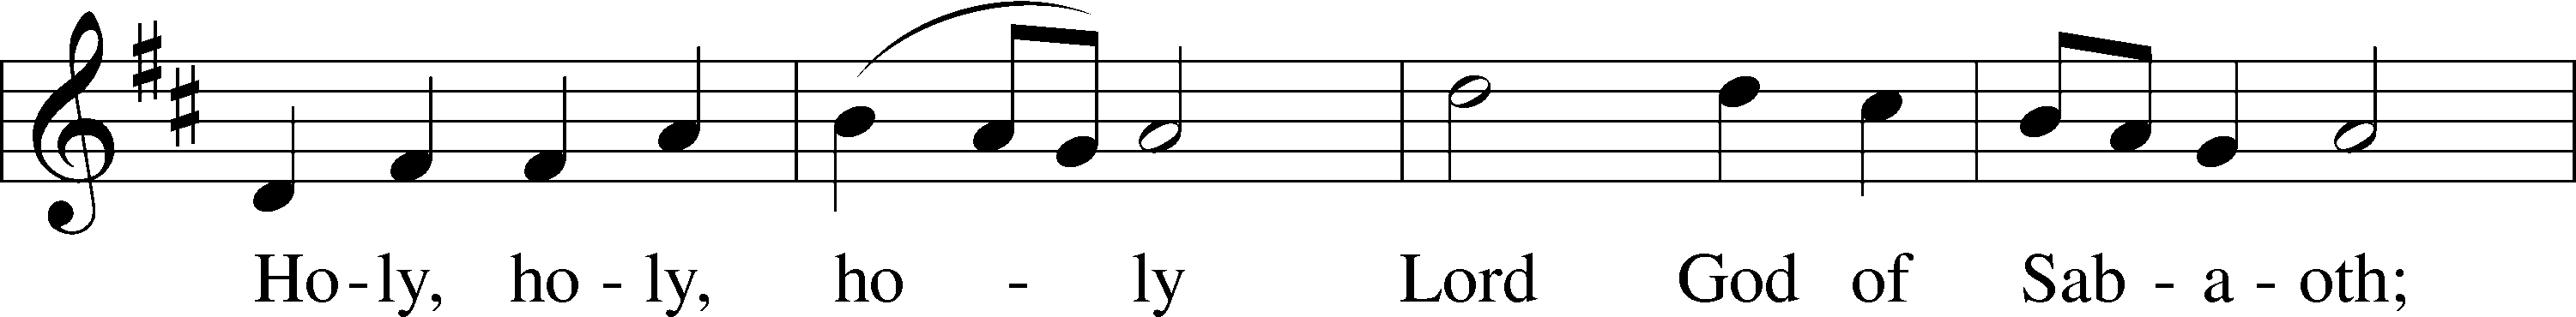 Ho-ly, ho - ly, ho - ly Lord God of Sab - a - oth;